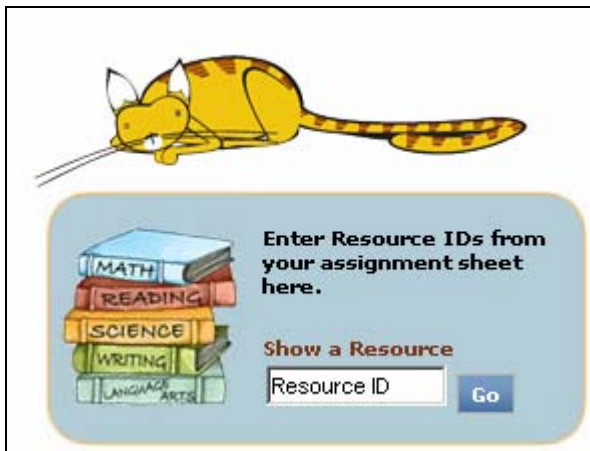 MATH
READING
SCIENCE
WRITING
LANGUAGE
ARTS
Enter Resource IDs from
your assignment sheet
here.
Show a Resource
Resource ID
Go